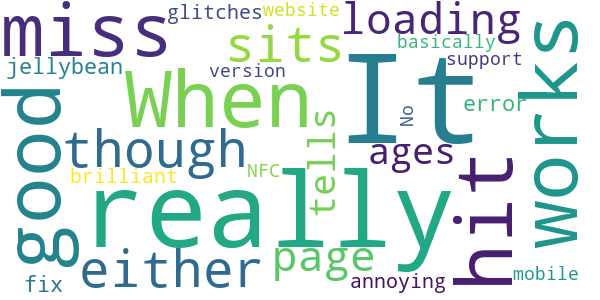 miss
glitches
website
loading
sits
basically
jellybean
version
support
When
It
works
good
though
tells
No
error
ages
brilliant
NFC
really
hit
either
page
fix
annoying
mobile